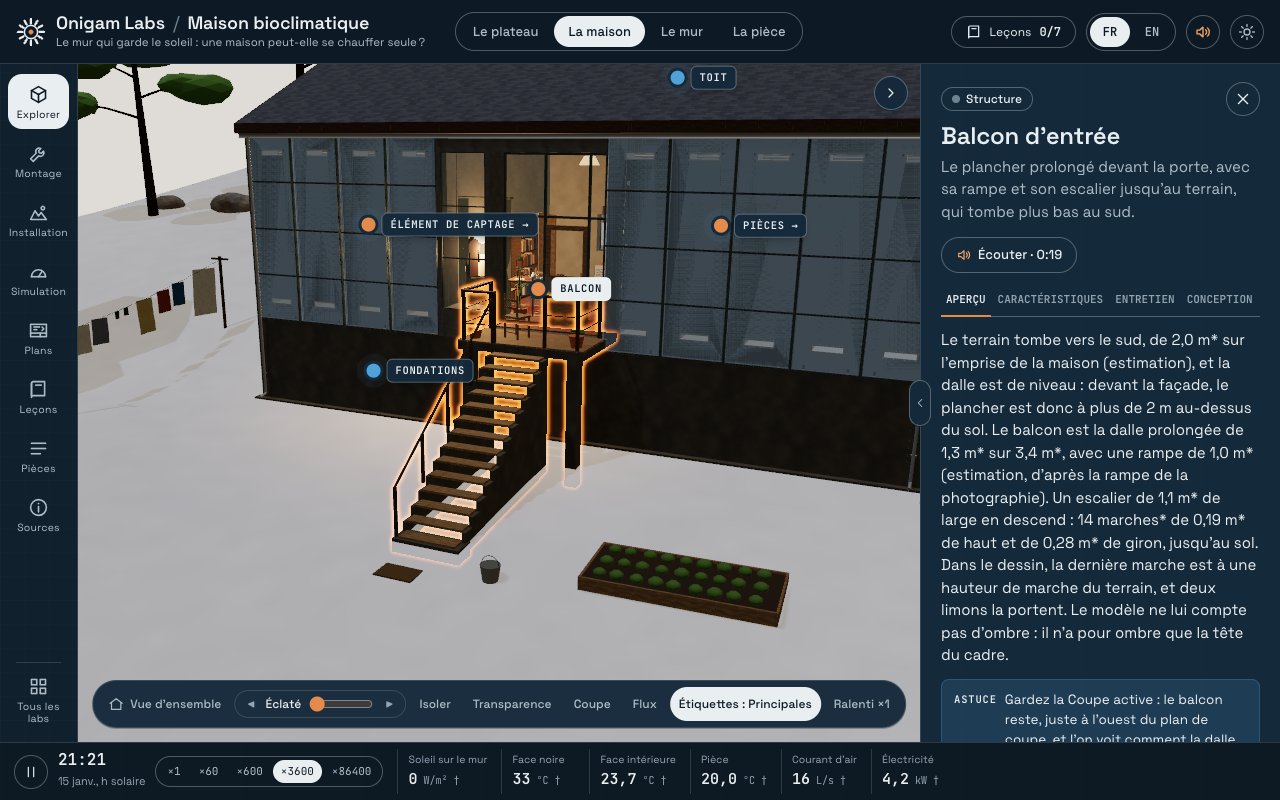 Onigam Labs / Maison bioclimatique
Le mur qui garde le soleil : une maison peut-elle se chauffer seule ?
Le plateau
La maison
Le mur
La pièce
Leçons 0/7
FR
EN
Explorer
Montage
Installation
Simulation
Plans
Leçons
Pièces
Sources
Tous les
labs
TOIT
ÉLÉMENT DE CAPTAGE →
PIÈCES →
BALCON
FONDATIONS
Structure
Balcon d'entrée
Le plancher prolongé devant la porte, avec
sa rampe et son escalier jusqu'au terrain,
qui tombe plus bas au sud.
Écouter · 0:19
APERÇU
CARACTÉRISTIQUES
ENTRETIEN
CONCEPTION
Le terrain tombe vers le sud, de 2,0 m* sur
l'emprise de la maison (estimation), et la
dalle est de niveau : devant la façade, le
plancher est donc à plus de 2 m au-dessus
du sol. Le balcon est la dalle prolongée de
1,3 m* sur 3,4 m*, avec une rampe de 1,0 m*
(estimation, d'après la rampe de la
photographie). Un escalier de 1,1 m* de
large en descend : 14 marches* de 0,19 m*
de haut et de 0,28 m* de giron, jusqu'au sol.
Dans le dessin, la dernière marche est à une
hauteur de marche du terrain, et deux
limons la portent. Le modèle ne lui compte
pas d'ombre : il n'a pour ombre que la tête
du cadre.
ASTUCE Gardez la Coupe active : le balcon
reste, juste à l'ouest du plan de
coupe, et l'on voit comment la dalle
Vue d'ensemble
Éclaté
Isoler
Transparence
Coupe
Flux
Étiquettes : Principales
Ralenti ×1
21:21
15 janv., h solaire
×1
×60
×600
×3600
×86400
Soleil sur le mur
0 W/m² †
Face noire
33 °C †
Face intérieure
23,7 °C †
Pièce
20,0 °C †
Courant d'air
16 L/s †
Électricité
4,2 kW †